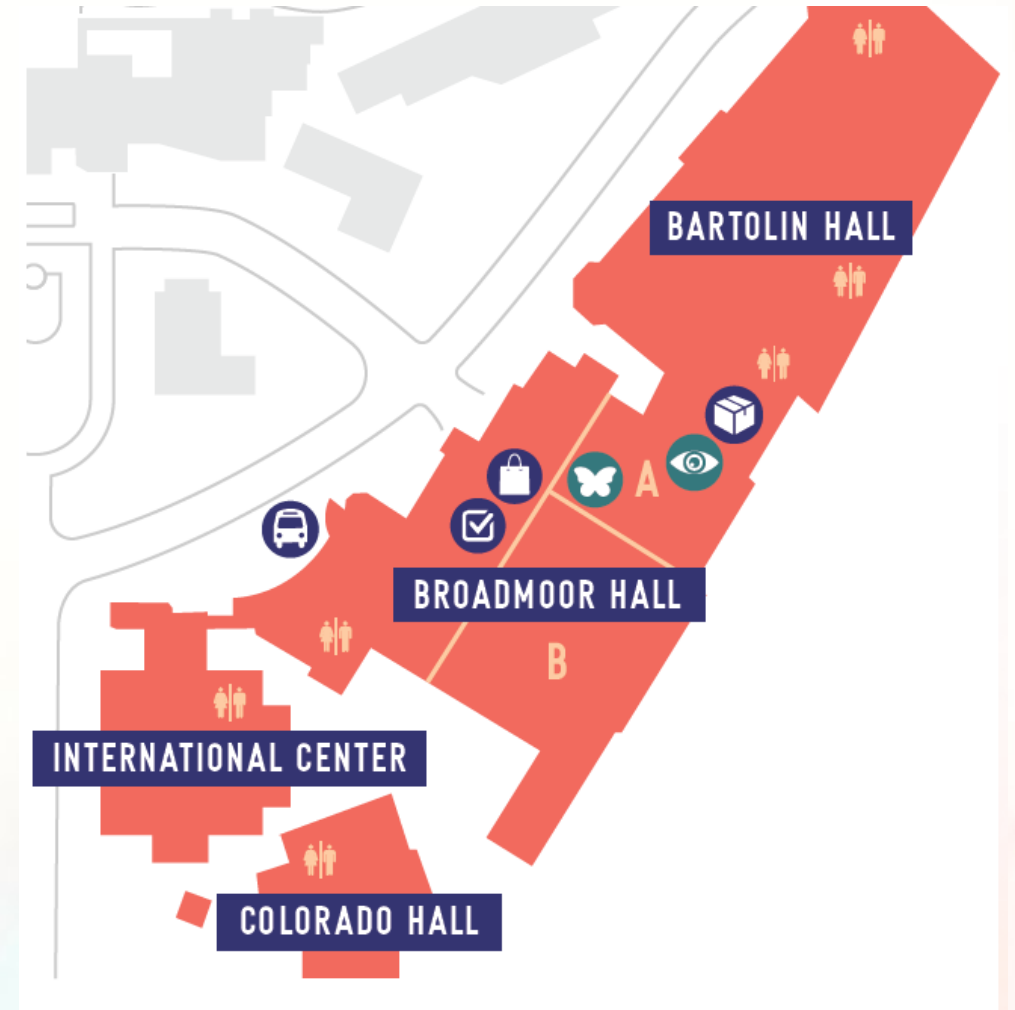 BARTOLIN HALL
A
BROADMOOR HALL
B
INTERNATIONAL CENTER
COLORADO HALL